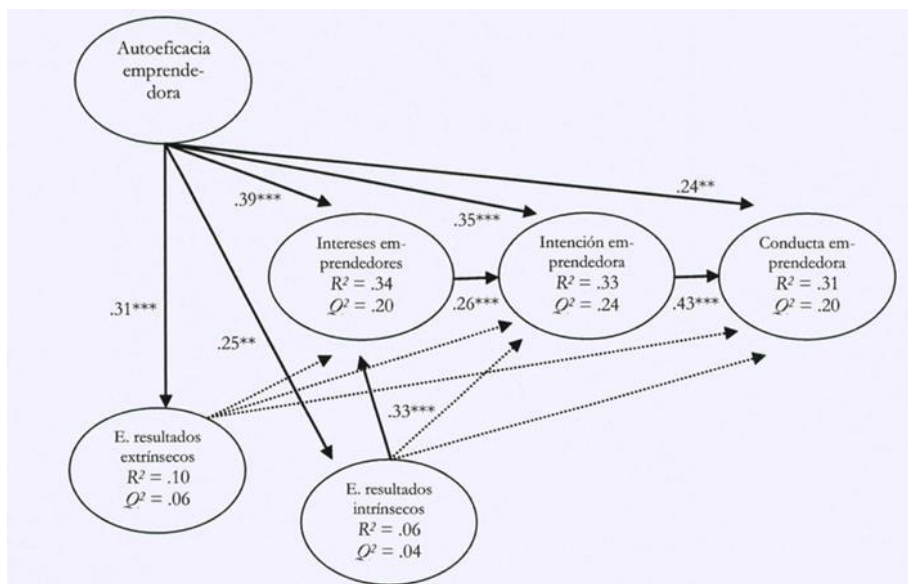 Autoeficacia
emprende-
dora
.39***
.35***
.24**
Intereses em-
prendedores
R² = .34
Q² = .20
Intención em-
prendedora
R² = .33
Q² = .24
Conducta em-
prendedora
R² = .31
Q² = .20
.26***
.43***
.31***
.25**
.33***
E. resultados
extrínsecos
R² = .10
Q² = .06
E. resultados
intrínsecos
R² = .06
Q² = .04